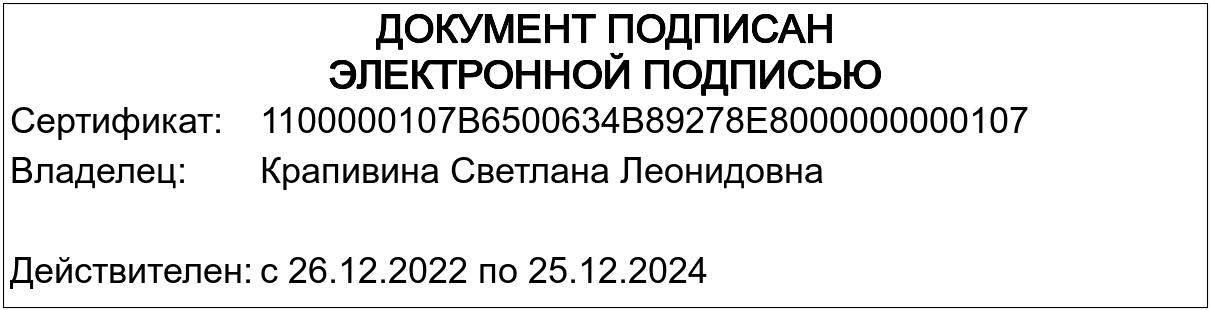 ДОКУМЕНТ ПОДПИСАН
ЭЛЕКТРОННОЙ ПОДПИСЬЮ
Сертификат: 1100000107B6500634B89278E8000000000107
Владелец: Крапивина Светлана Леонидовна
Действителен: с 26.12.2022 по 25.12.2024